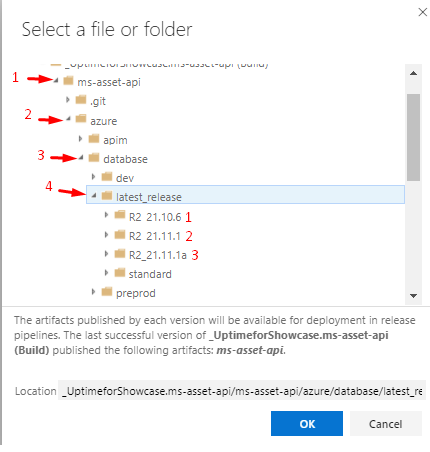 Select a file or folder
_UptimeforShowcase.ms-asset-api (Build)
1 ms-asset-api
.git
2 azure
apim
3 database
dev
4 latest_release
R2_21.10.6 1
R2_21.11.1 2
R2_21.11.1a 3
standard
preprod
The artifacts published by each version will be available for deployment in release
pipelines. The last successful version of _UptimeforShowcase.ms-asset-api
(Build) published the following artifacts: ms-asset-api.
Location _UptimeforShowcase.ms-asset-api/ms-asset-api/azure/database/latest_re
OK Cancel